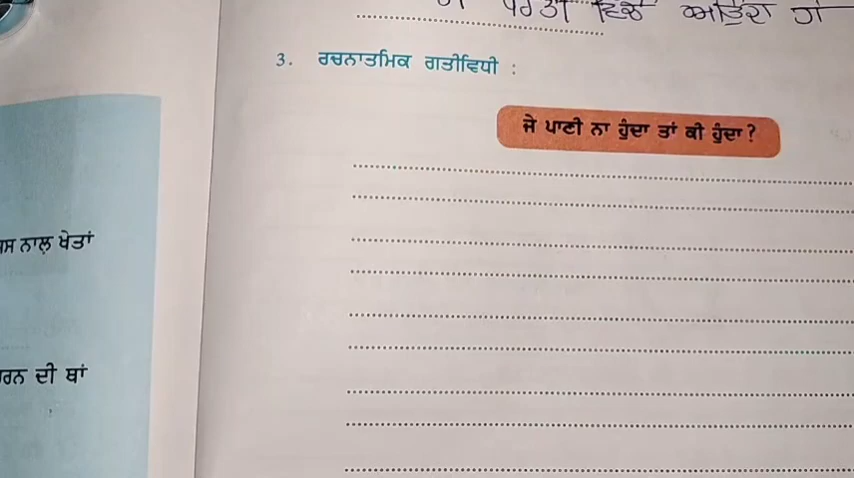 3. ਰਚਨਾਤਮਿਕ ਗਤੀਵਿਧੀ :
ਜੇ ਪਾਣੀ ਨਾ ਹੁੰਦਾ ਤਾਂ ਕੀ ਹੁੰਦਾ?
ਨਾਲ਼ ਖੇਤਾਂ
ਦੀ ਥਾਂ